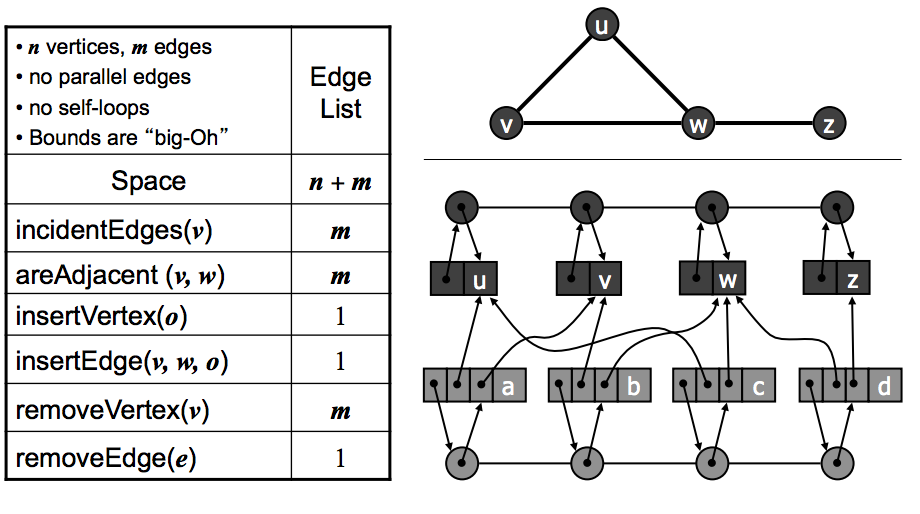 • n vertices, m edges
• no parallel edges
• no self-loops
• Bounds are “big-Oh”
Edge
List
Space
n + m
incidentEdges(v)
m
areAdjacent (v, w)
m
insertVertex(o)
1
insertEdge(v, w, o)
1
removeVertex(v)
m
removeEdge(e)
1
u
v
w
z
u
v
w
z
a
b
c
d